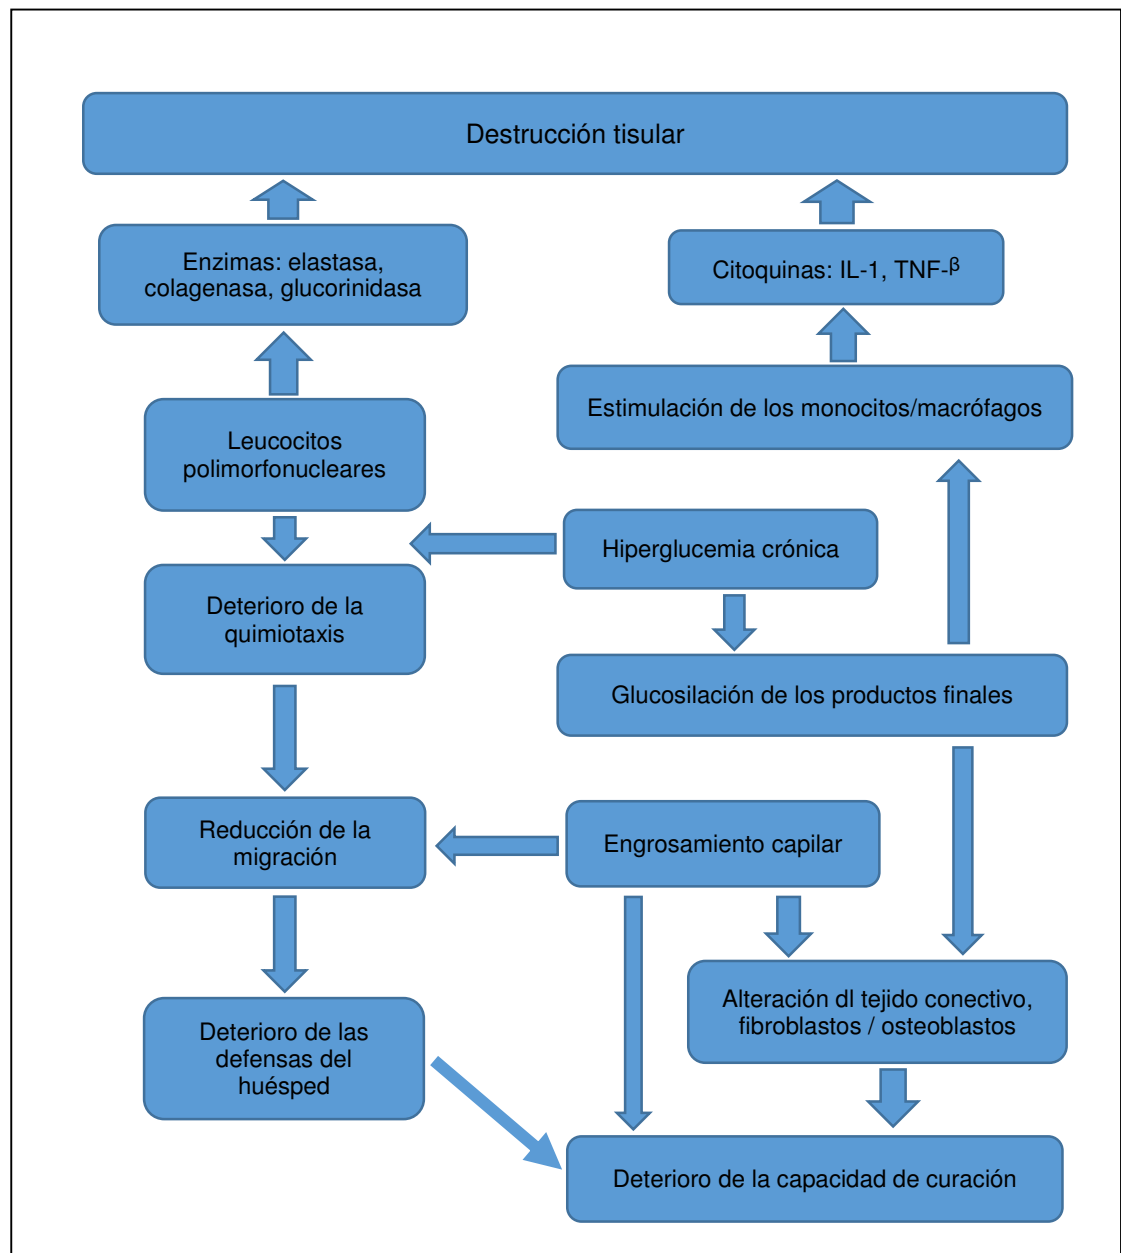 Destrucción tisular
Enzimas: elastasa,
colagenasa, glucorinidasa
Citoquinas: IL-1, TNF-β
Estimulación de los monocitos/macrófagos
Leucocitos
polimorfonucleares
Hiperglucemia crónica
Deterioro de la
quimiotaxis
Glucosilación de los productos finales
Reducción de la
migración
Engrosamiento capilar
Alteración dl tejido conectivo,
fibroblastos / osteoblastos
Deterioro de las
defensas del
huésped
Deterioro de la capacidad de curación